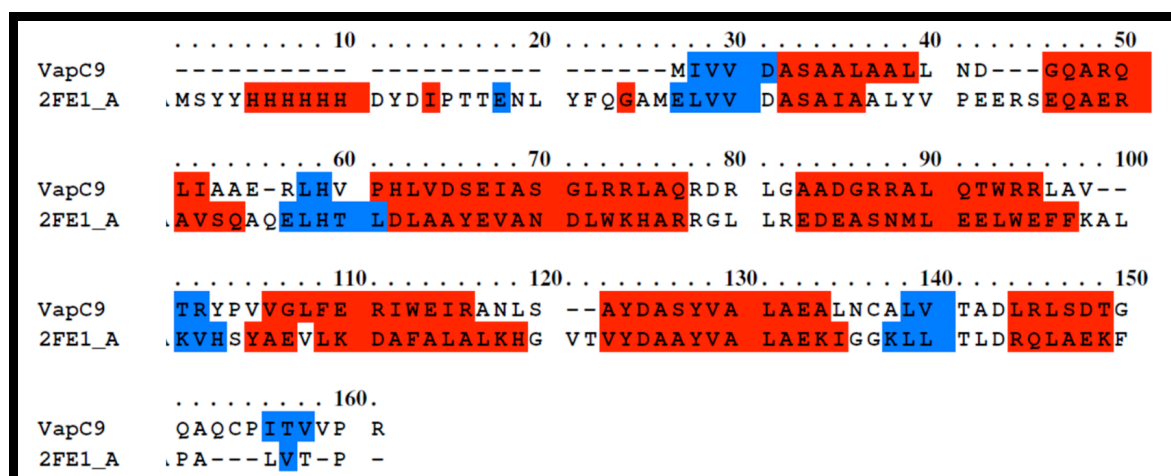 . . . . . . . . 10 . . . . . . . . 20 . . . . . . . . 30 . . . . . . . . 40 . . . . . . . . 50
VapC9 ---------- ---------- ------MIVV DASAALAALL ND---GQARQ
2FE1_A MSYYHHHHHH DYDIPTTENL YFQGAMELVV DASAIAALYV PEERSEQAER
. . . . . . . . 60 . . . . . . . . 70 . . . . . . . . 80 . . . . . . . . 90 . . . . . . . . 100
VapC9 LIAAE-RLHV PHLVDSEIAS GLRRLAQRDR LGAADGRRAL QTWRRLAV--
2FE1_A AVSQAQELHT LDLAAYEVAN DLWKHARRGL LREDEASNML EELWEFFKAL
. . . . . . . . 110 . . . . . . . . 120 . . . . . . . . 130 . . . . . . . . 140 . . . . . . . . 150
VapC9 TRYPVVGLFE RIWEIRANLS --AYDASYVA LAEALNCALV TADLRLSDTG
2FE1_A KVHSYAEVLK DAFALALKHG VTVYDAAYVA LAEKIGGKLL TLDRQLAEKF
. . . . . . . . 160 .
VapC9 QAQCPITVVP R
2FE1_A PA---LVT-P -